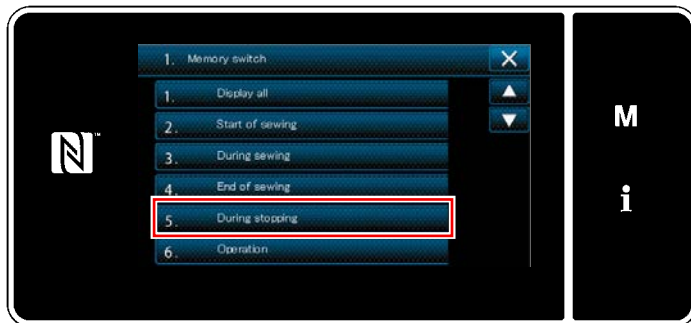 1. Memory switch
1. Display all
2. Start of sewing
3. During sewing
4. End of sewing
5. During stopping
6. Operation
M
i
N